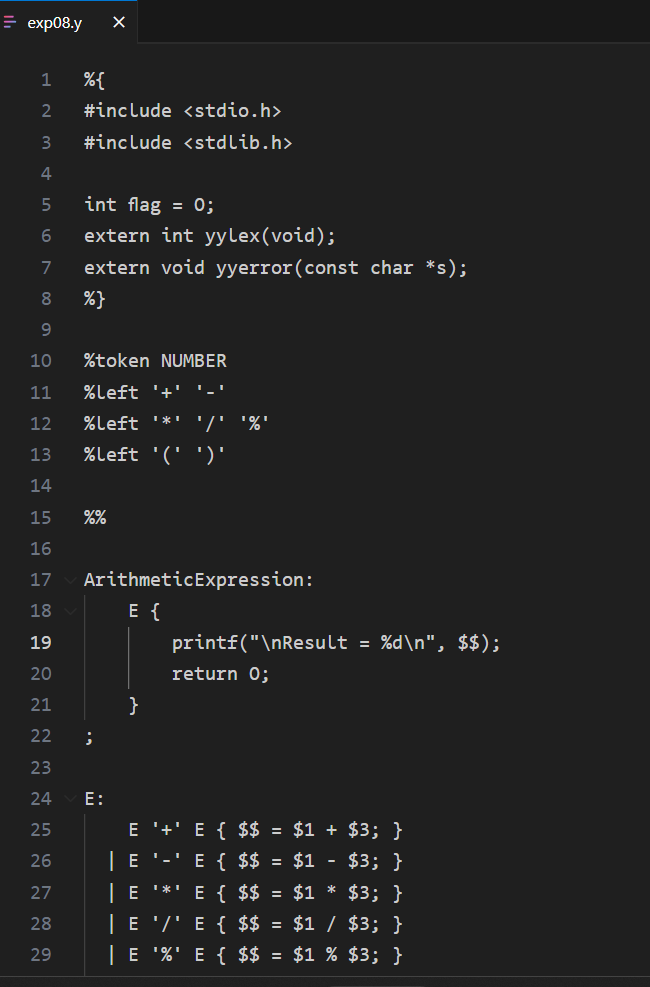 exp08.y ×
1 %{
2 #include <stdio.h>
3 #include <stdlib.h>
4
5 int flag = 0;
6 extern int yylex(void);
7 extern void yyerror(const char *s);
8 %}
9
10 %token NUMBER
11 %left '+' '-'
12 %left '*' '/' '%'
13 %left '(' ')'
14
15 %%
16
17 ArithmeticExpression:
18     E {
19         printf("\nResult = %d\n", $$);
20         return 0;
21     }
22 ;
23
24 E:
25     E '+' E { $$ = $1 + $3; }
26   | E '-' E { $$ = $1 - $3; }
27   | E '*' E { $$ = $1 * $3; }
28   | E '/' E { $$ = $1 / $3; }
29   | E '%' E { $$ = $1 % $3; }